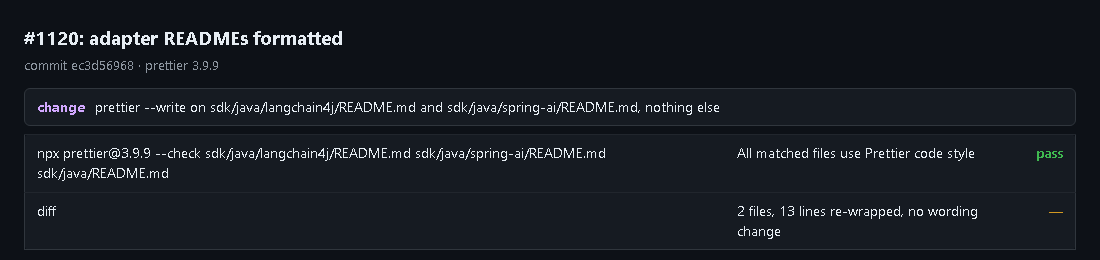 #1120: adapter READMEs formatted
commit ec3d56968 · prettier 3.9.9
change prettier --write on sdk/java/langchain4j/README.md and sdk/java/spring-ai/README.md, nothing else
npx prettier@3.9.9 --check sdk/java/langchain4j/README.md sdk/java/spring-ai/README.md All matched files use Prettier code style pass
sdk/java/README.md
diff 2 files, 13 lines re-wrapped, no wording —
change